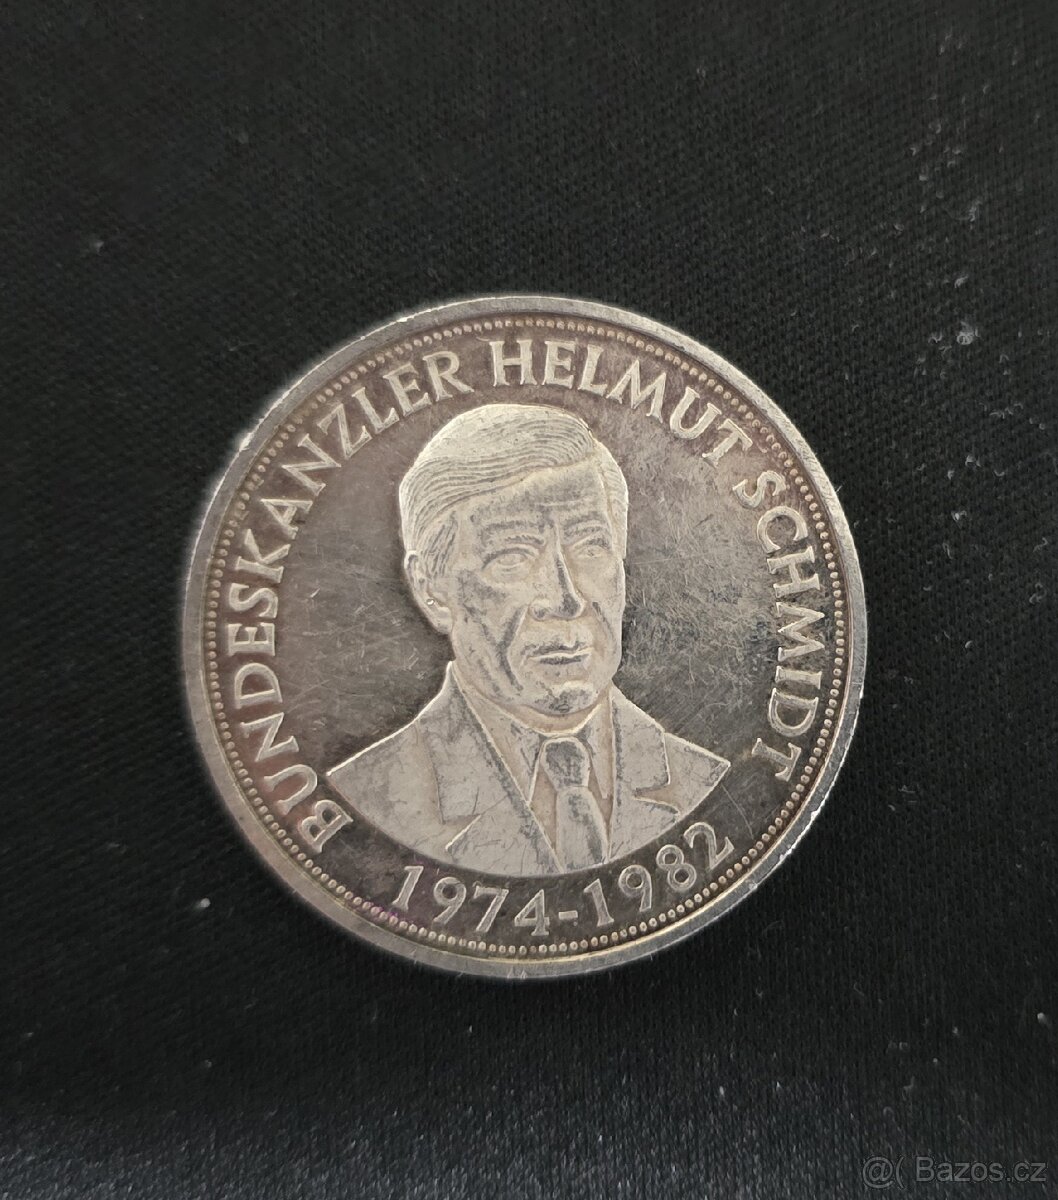 BUNDESKANZLER HELMUT SCHMIDT
1974-1982
@( Bazos.cz